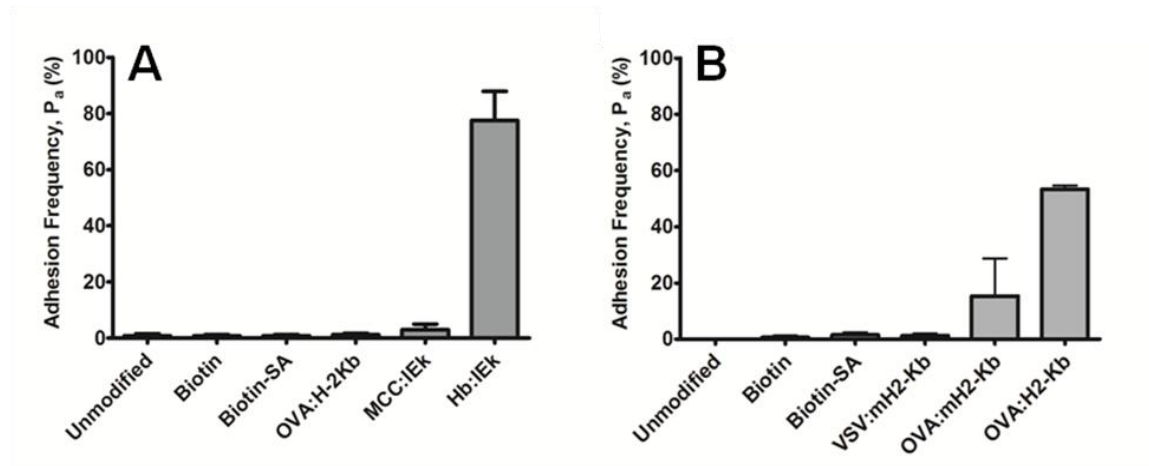 A
Adhesion Frequency, Pa (%)
100
80
60
40
20
0
Unmodified
Biotin
Biotin-SA
OVA:H-2Kb
MCC:IEk
Hb:IEk
B
Adhesion Frequency, Pa (%)
100
80
60
40
20
0
Unmodified
Biotin
Biotin-SA
VSV:mH2-Kb
OVA:mH2-Kb
OVA:H2-Kb